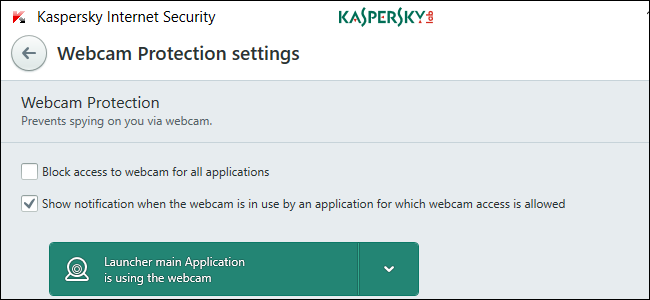 Kaspersky Internet Security
KASPERSKY lab
Webcam Protection settings
Webcam Protection
Prevents spying on you via webcam.
Block access to webcam for all applications
Show notification when the webcam is in use by an application for which webcam access is allowed
Launcher main Application
is using the webcam